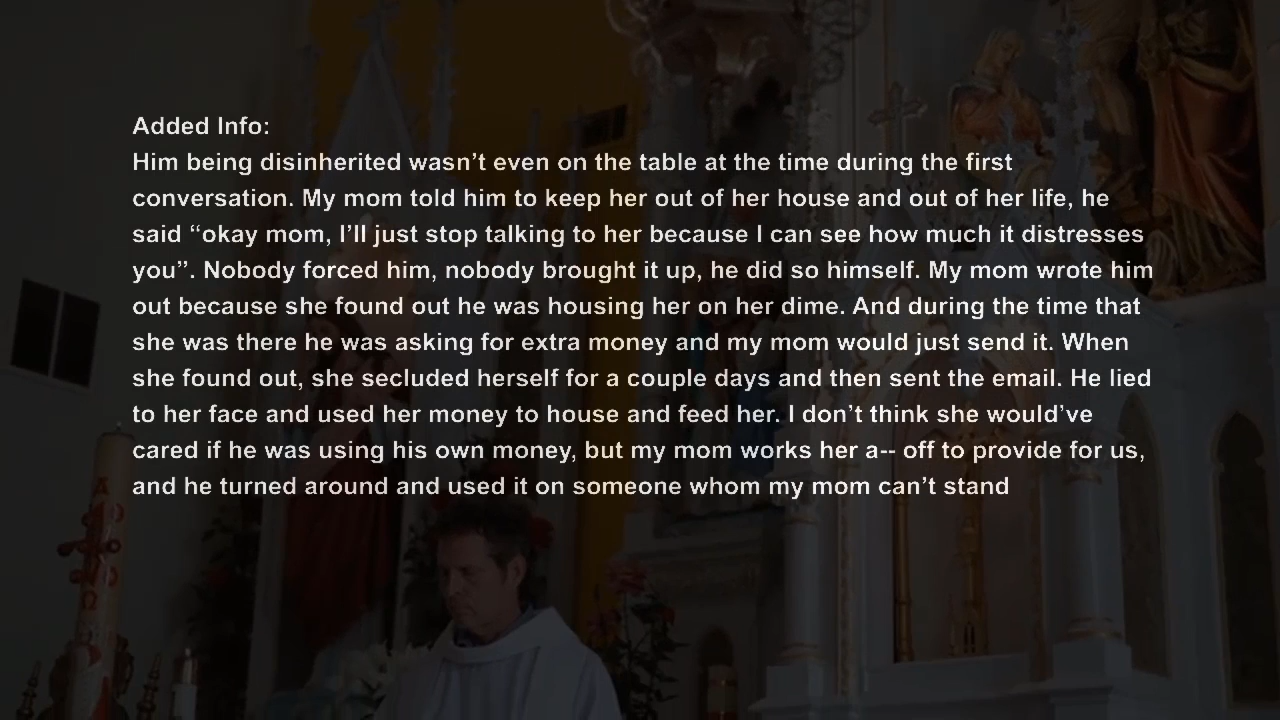 Added Info:
Him being disinherited wasn’t even on the table at the time during the first
conversation. My mom told him to keep her out of her house and out of her life, he
said “okay mom, I’ll just stop talking to her because I can see how much it distresses
you”. Nobody forced him, nobody brought it up, he did so himself. My mom wrote him
out because she found out he was housing her on her dime. And during the time that
she was there he was asking for extra money and my mom would just send it. When
she found out, she secluded herself for a couple days and then sent the email. He lied
to her face and used her money to house and feed her. I don’t think she would’ve
cared if he was using his own money, but my mom works her a-- off to provide for us,
and he turned around and used it on someone whom my mom can’t stand